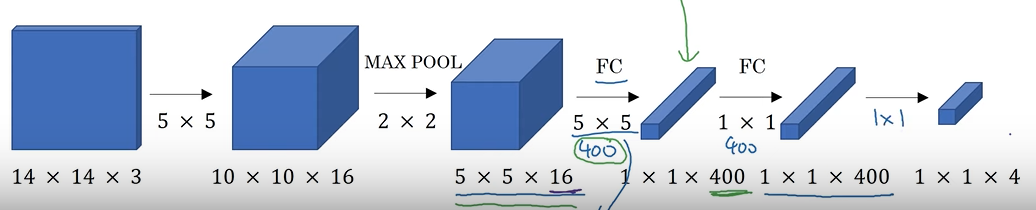 MAX POOL
FC
FC
5 × 5
2 × 2
5 × 5
1 × 1
1×1
400
400
14 × 14 × 3
10 × 10 × 16
5 × 5 × 16
1 × 1 × 400
1 × 1 × 400
1 × 1 × 4